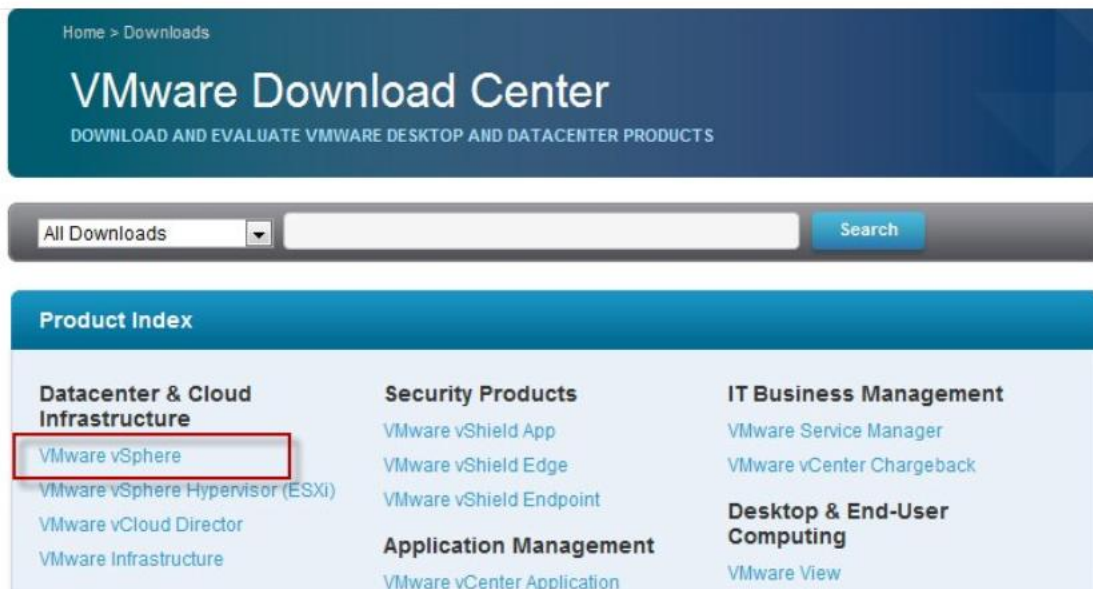 Home > Downloads
VMware Download Center
DOWNLOAD AND EVALUATE VMWARE DESKTOP AND DATACENTER PRODUCTS
All Downloads
Search
Product Index
Datacenter & Cloud
Infrastructure
VMware vSphere
VMware vSphere Hypervisor (ESXi)
VMware vCloud Director
VMware Infrastructure
Security Products
VMware vShield App
VMware vShield Edge
VMware vShield Endpoint
Application Management
VMware vCenter Application
IT Business Management
VMware Service Manager
VMware vCenter Chargeback
Desktop & End-User
Computing
VMware View